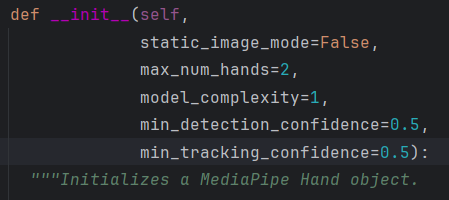 def __init__(self,
static_image_mode=False,
max_num_hands=2,
model_complexity=1,
min_detection_confidence=0.5,
min_tracking_confidence=0.5):
"""Initializes a MediaPipe Hand object.